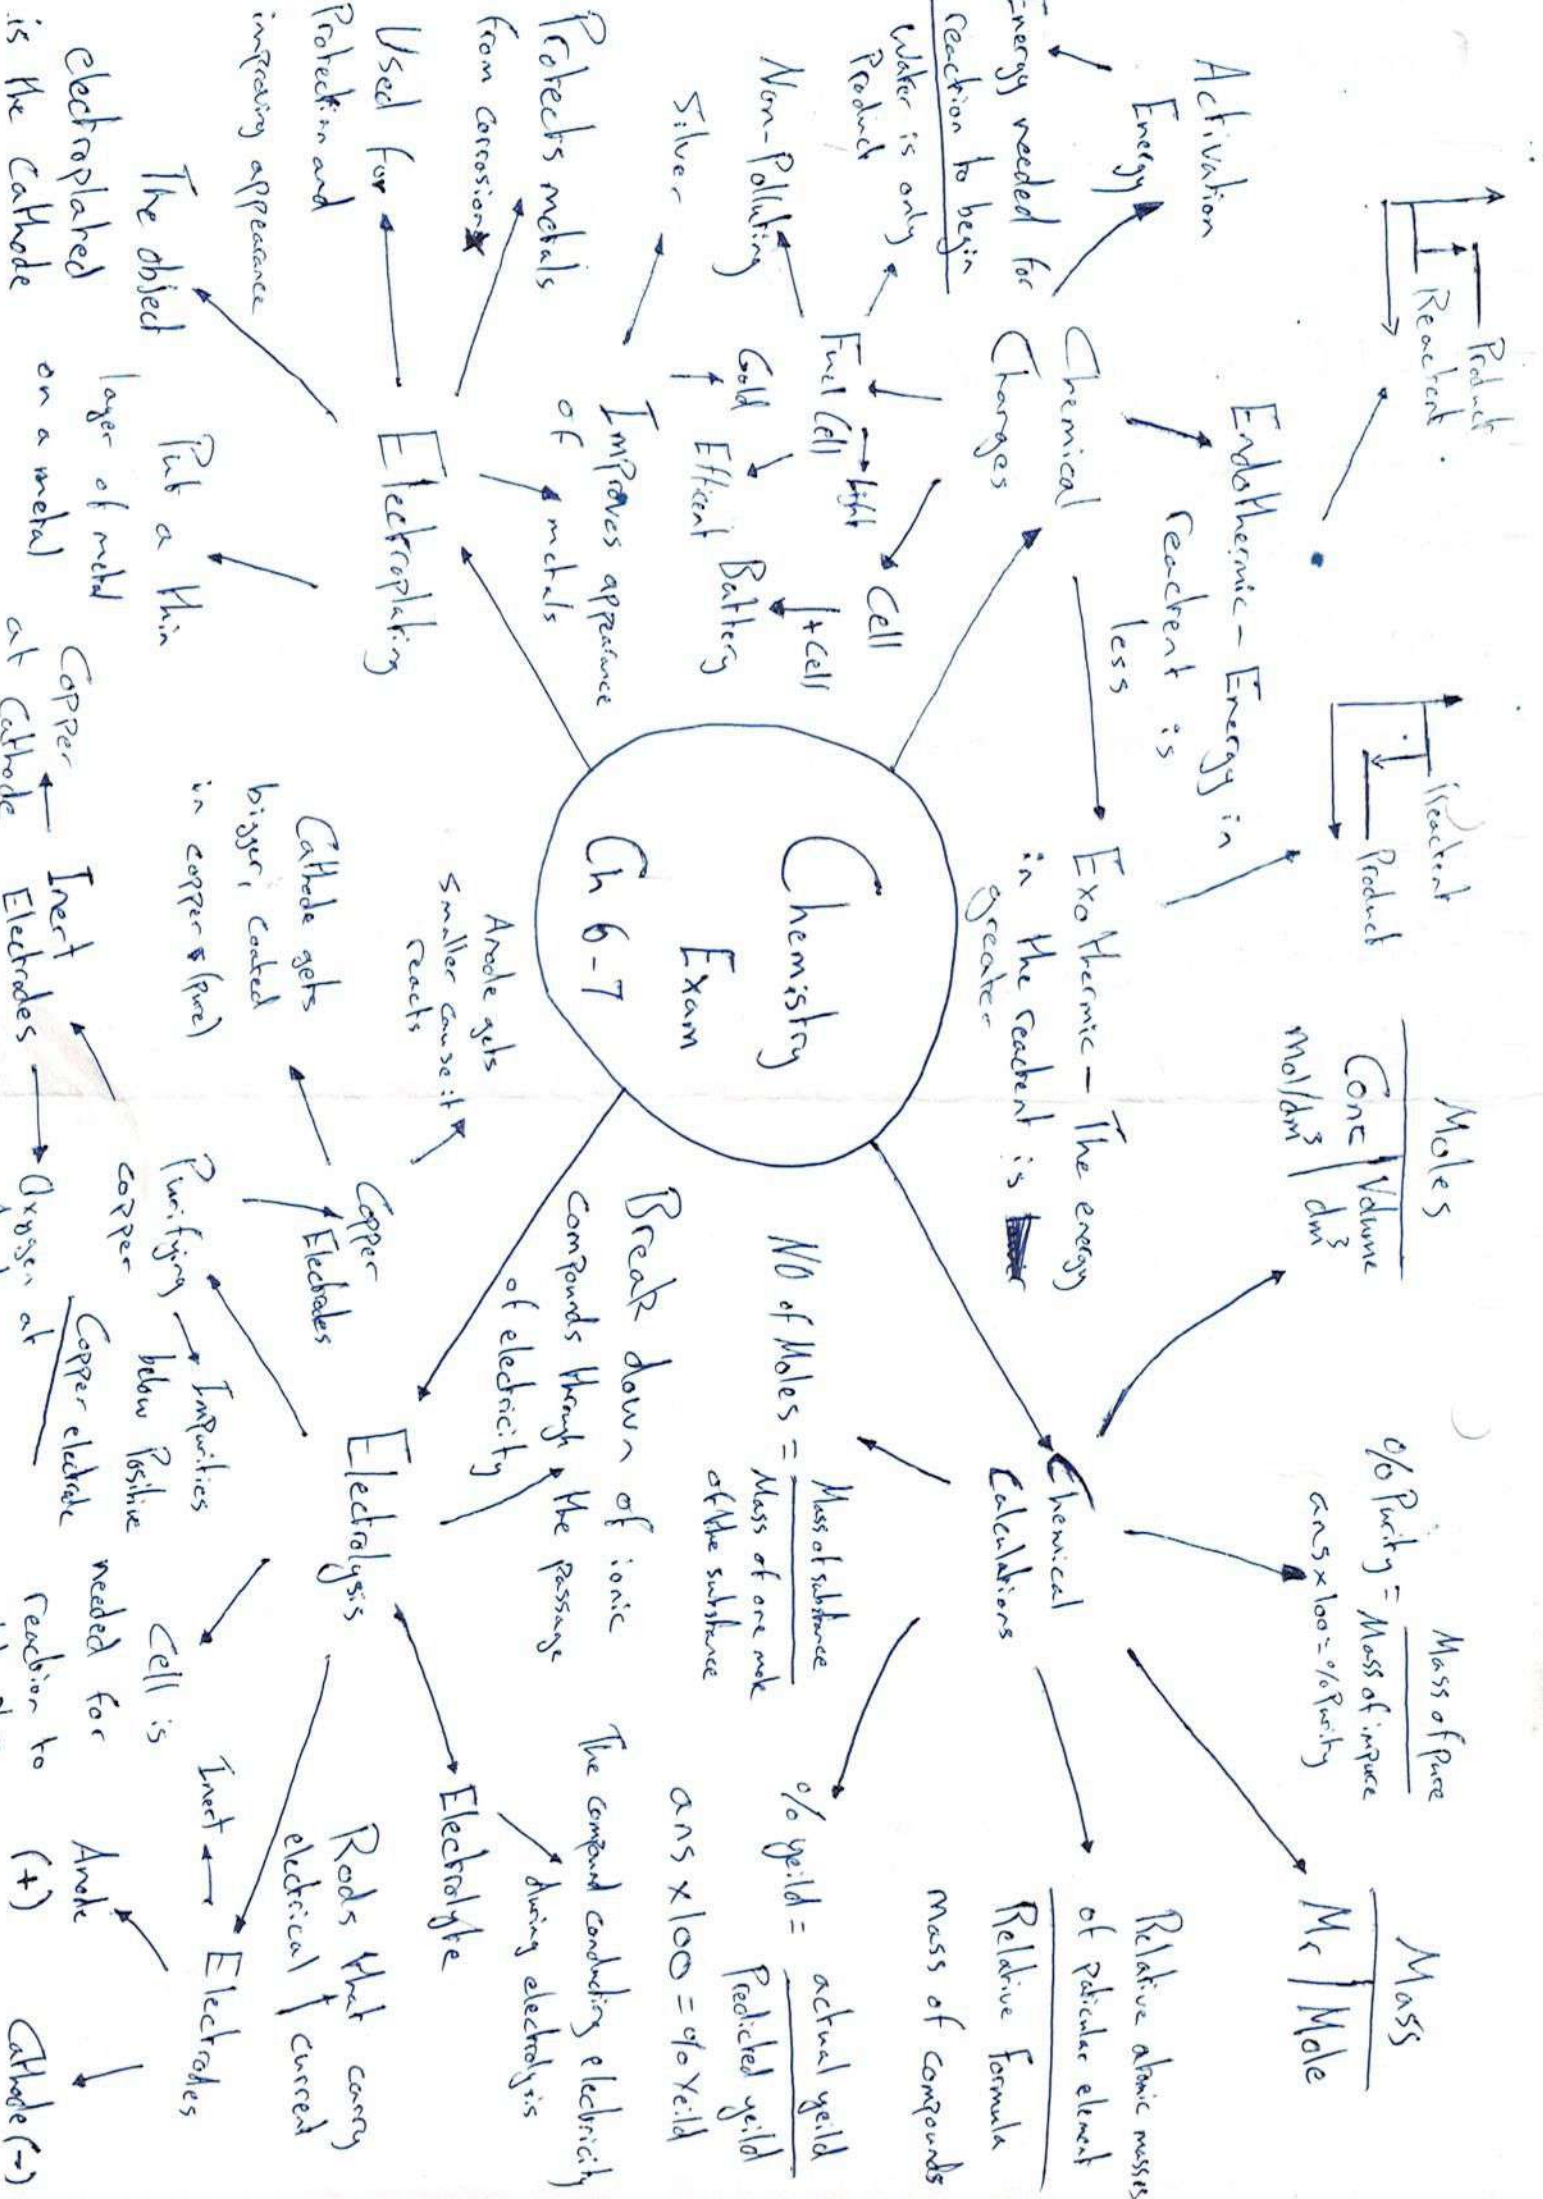 Chemistry
Exam
Ch 6-7
Chemical
Changes
Activation
Energy
Energy needed for
reaction to begin
Endothermic - Energy in
reactent is
less
Product
Reactent
Exothermic - The energy
in the reactent is
greater
Reactent
Product
Fuel Cell
Water is only
Product
Non-Polluting
Light
Efficent
Cell
1+ cell
Battery
Chemical
Calculations
Moles
Conc | Volume
mol/dm³ | dm³
% Purity = Mass of pure
Mass of impure
ans x 100 = % Purity
Mass
Mr | Mole
Relative atomic masses
of paticular element
Relative formula
mass of compounds
NO of Moles = Mass of substance
Mass of one mole
of the substance
% yeild = actual yeild
Predicted yeild
ans x 100 = % Yeild
Electroplating
Improves appearance
of metals
Silver
Gold
Protects metals
from corrosion
Used for
Protection and
improving appearance
The object
electroplated
is the cathode
Put a thin
layer of metal
on a metal
Electrolysis
Break down of ionic
compounds through the passage
of electricity
Electrolyte
The compound conducting electricity
during electrolysis
Electrodes
Rods that carry
electrical current
Inert
Anode
(+)
Cathode (-)
Cell is
needed for
reaction to
Purifying
copper
Impurities
below Positive
Copper electrode
Copper
Electrodes
Anode gets
smaller cause it
reacts
Cathode gets
bigger, coated
in copper (pure)
Inert
Electrodes
Copper
at Cathode
Oxygen at